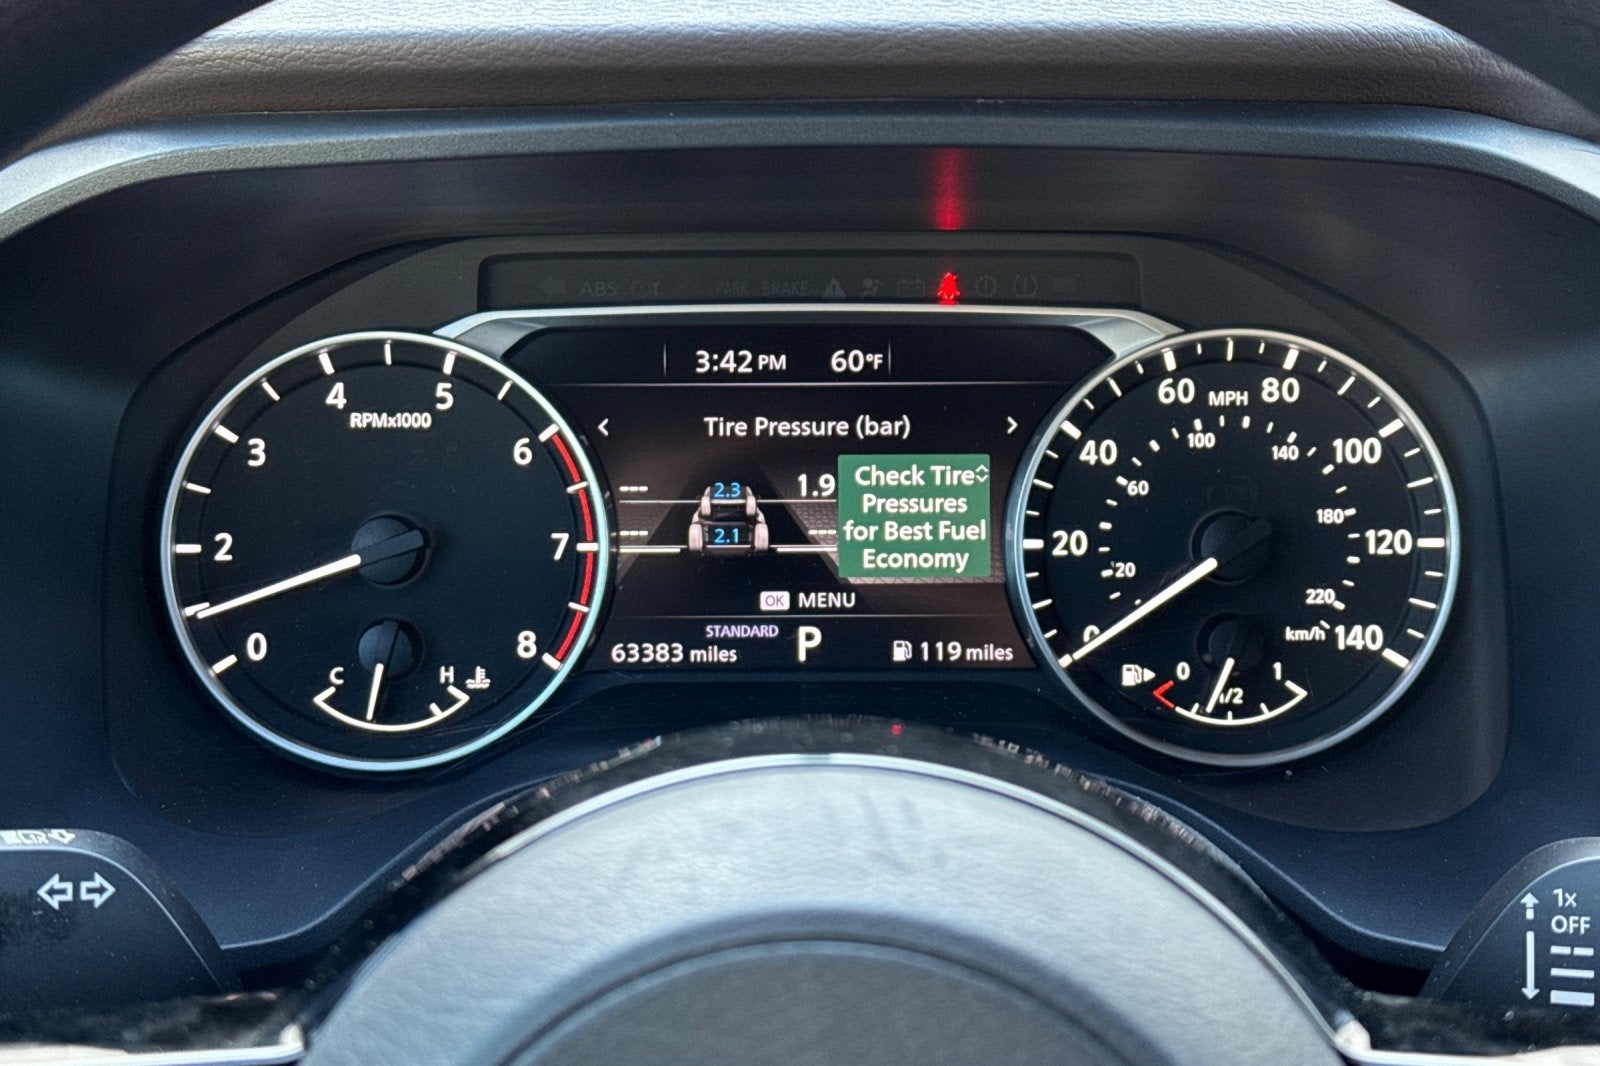 ABS
PARK BRAKE
3:42 PM 60°F
< Tire Pressure (bar) >
--- 2.3 1.9
--- 2.1 ---
Check Tire
Pressures
for Best Fuel
Economy
OK MENU
STANDARD
63383 miles P 119 miles
RPMx1000
0 2 3 4 5 6 7 8
C H
MPH
0 20 40 60 80 100 120 140
20 60 100 140 180 220
km/h
0 1/2 1
1x
OFF